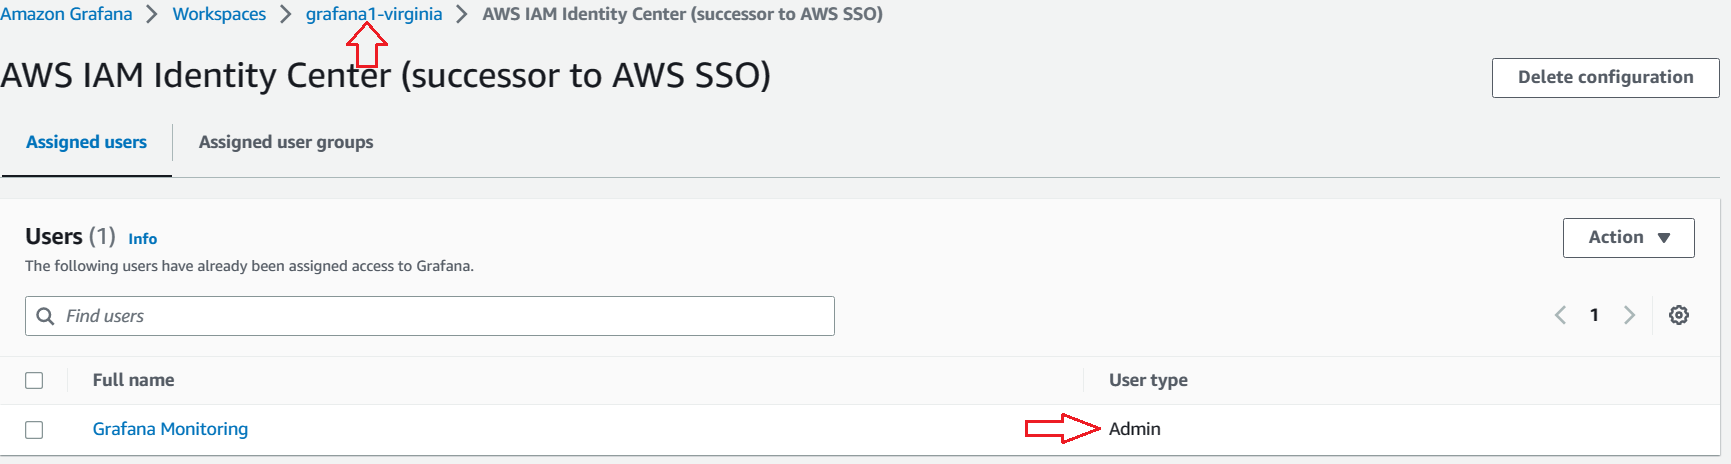 Amazon Grafana > Workspaces > grafana1-virginia > AWS IAM Identity Center (successor to AWS SSO)
AWS IAM Identity Center (successor to AWS SSO)
Delete configuration
Assigned users
Assigned user groups
Users (1) Info
Action
The following users have already been assigned access to Grafana.
Find users
1
Full name
User type
Grafana Monitoring
Admin